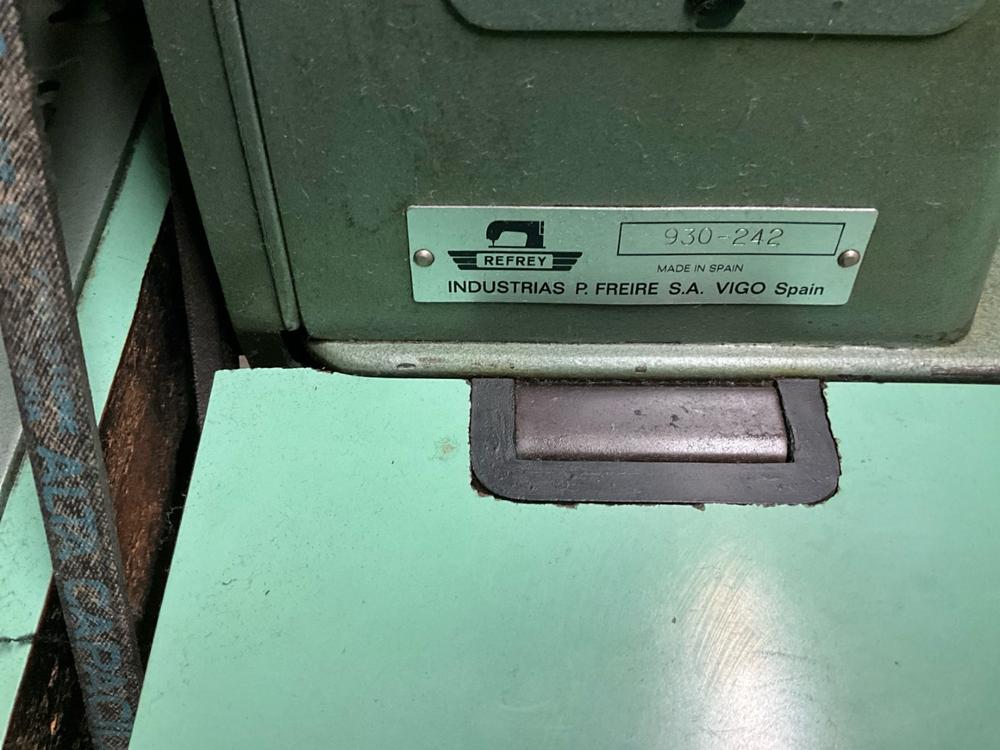 REFREY
930-242
MADE IN SPAIN
INDUSTRIAS P. FREIRE S.A. VIGO Spain
ALTA CAPACI